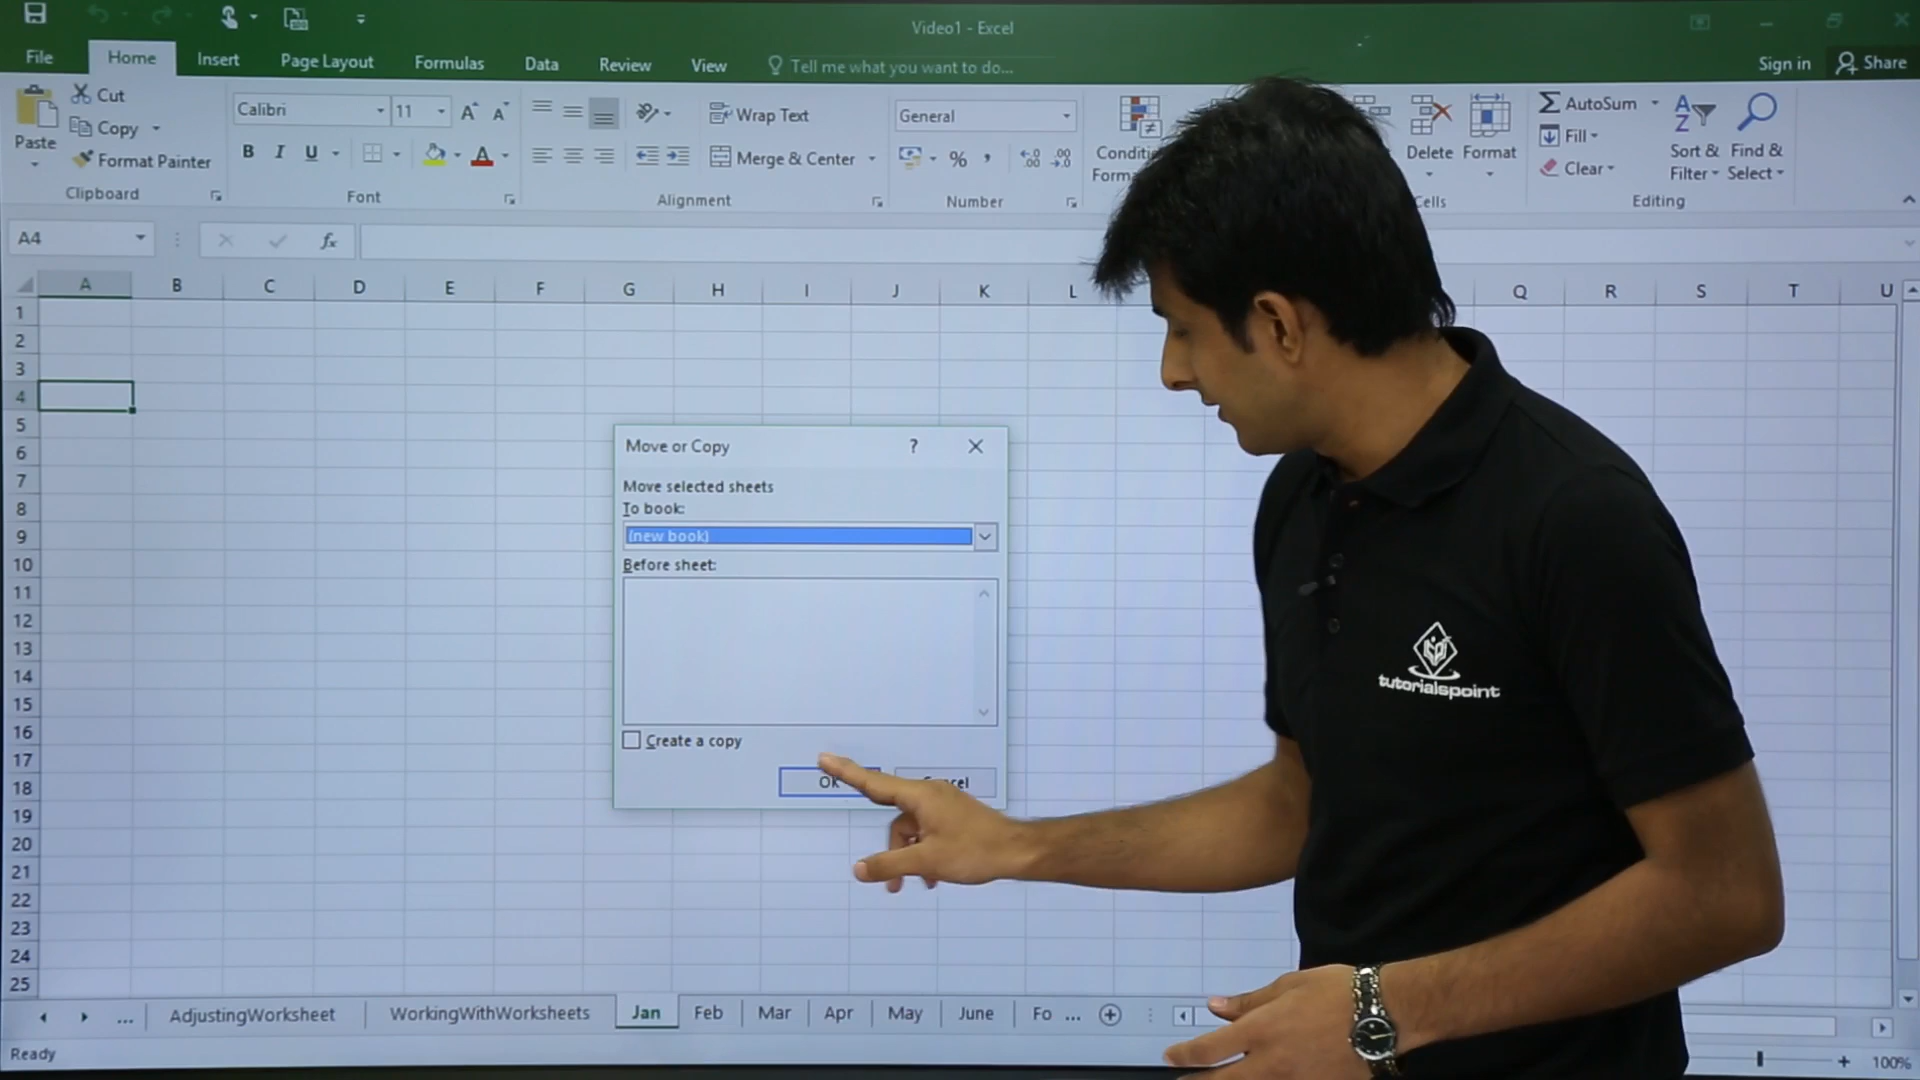 Video1 - Excel
File Home Insert Page Layout Formulas Data Review View Tell me what you want to do... Sign in Share
Cut
Copy
Format Painter
Paste
Clipboard
Calibri 11
B I U A
Font
Wrap Text
Merge & Center
Alignment
General
% ,
Number
Delete Format
Cells
AutoSum
Fill
Clear
Sort & Filter
Find & Select
Editing
A4 fx
A B C D E F G H I J K L Q R S T U
1
2
3
4
5
6
7
8
9
10
11
12
13
14
15
16
17
18
19
20
21
22
23
24
25
Move or Copy ? 
Move selected sheets
To book:
(new book)
Before sheet:
Create a copy
OK
tutorialspoint
... AdjustingWorksheet WorkingWithWorksheets Jan Feb Mar Apr May June Fo ...
Ready 100%